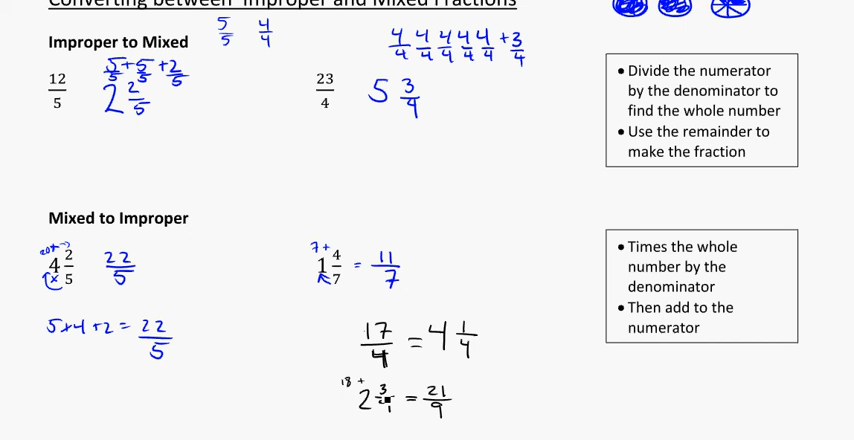 Converting between Improper and Mixed Fractions
5/5 4/4
Improper to Mixed
4/4 4/4 4/4 4/4 4/4 + 3/4
5/5 + 5/5 + 2/5
12/5 2 2/5
23/4 5 3/4
• Divide the numerator
by the denominator to
find the whole number
• Use the remainder to
make the fraction
Mixed to Improper
20+
4 2/5 22/5
×
7+
1 4/7 = 11/7
5×4+2 = 22/5
17/4 = 4 1/4
18 +
2 3/ = 21/9
• Times the whole
number by the
denominator
• Then add to the
numerator